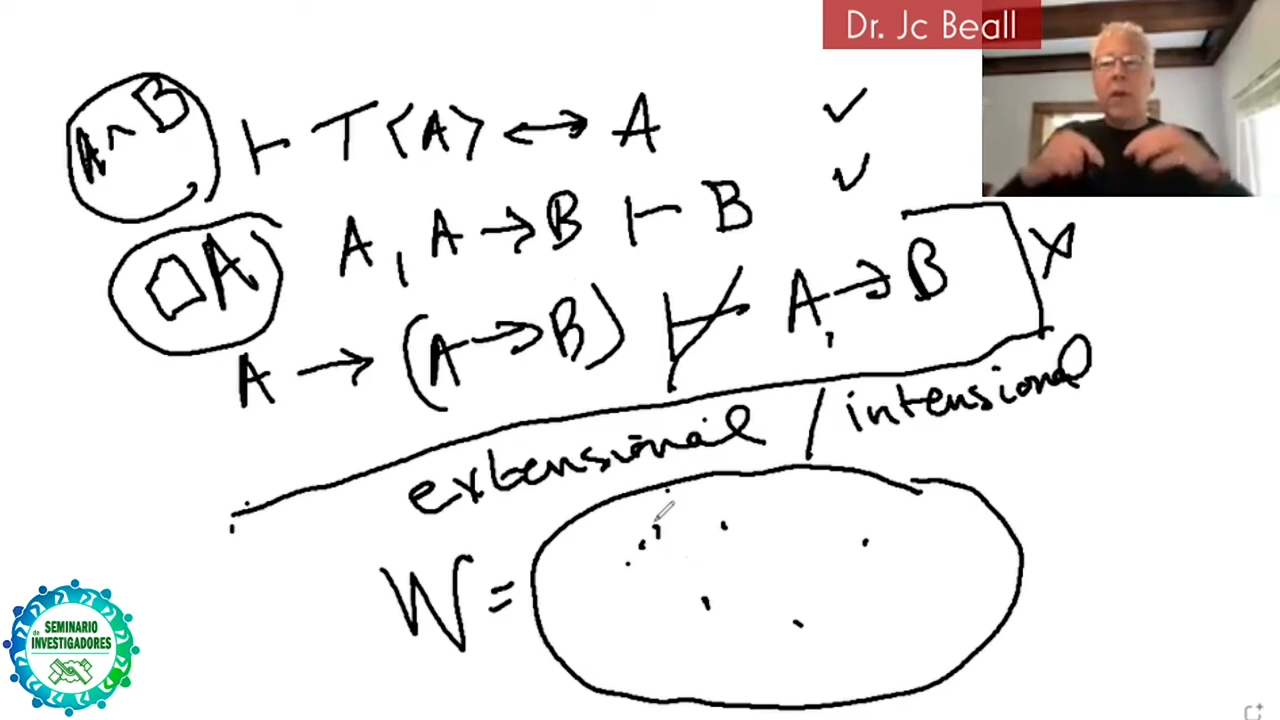 Dr. Jc Beall
A ∧ B
⊢ T⟨A⟩ ↔ A ✓
□A
A, A → B ⊢ B ✓
A → (A → B) ⊬ A → B X
extensional / intensional
W =
SEMINARIO
de
INVESTIGADORES